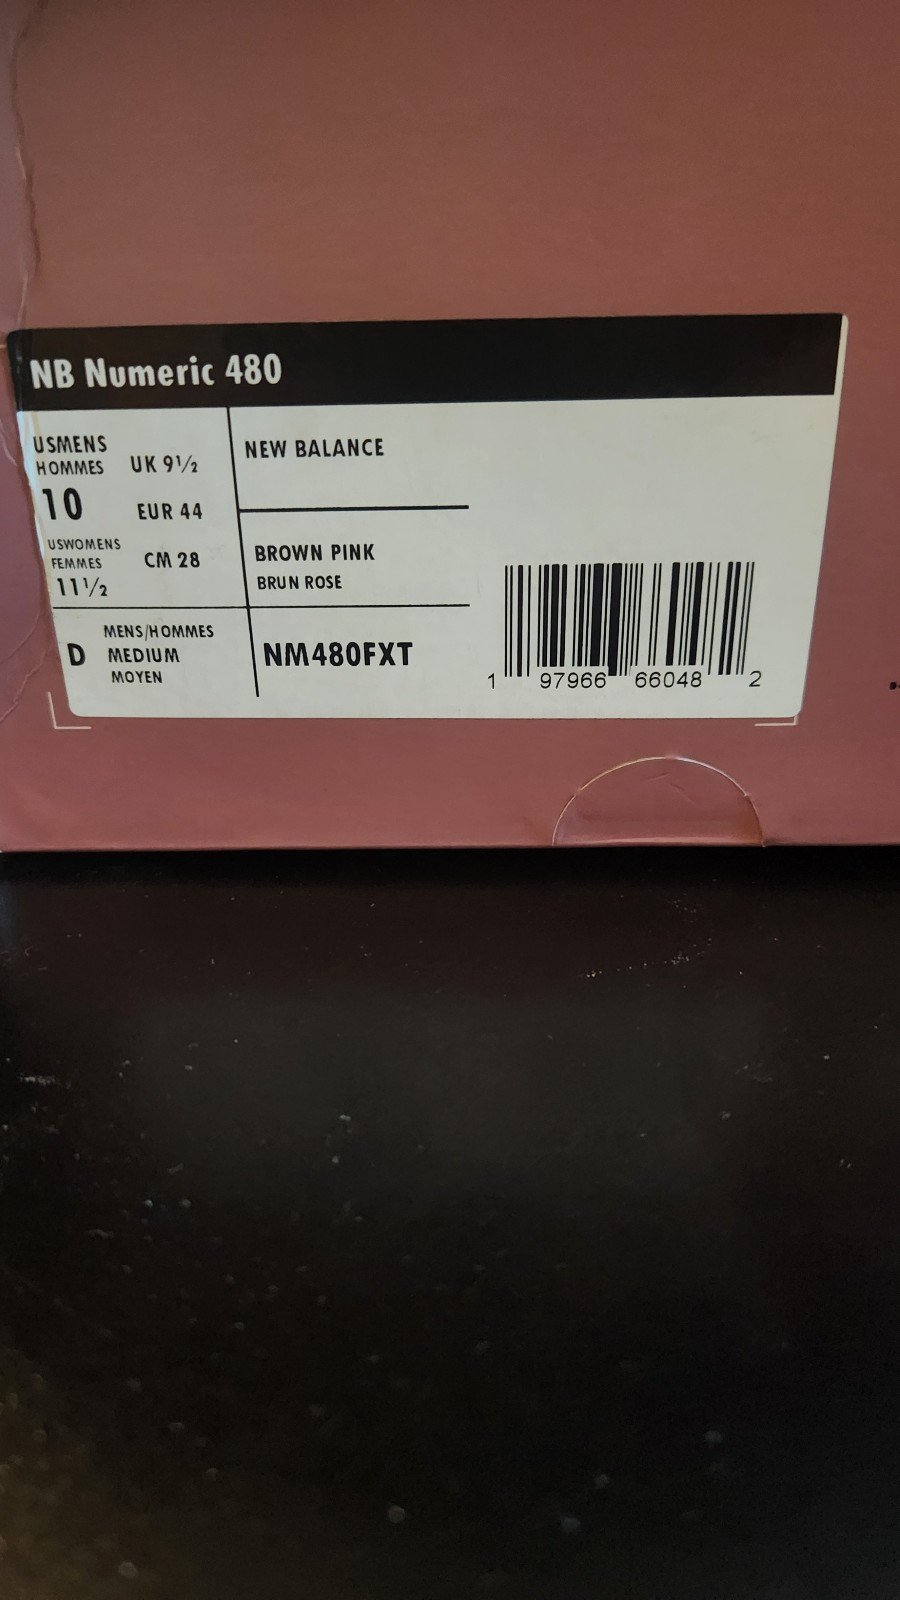 NB Numeric 480
USMENS
HOMMES
10
UK 9½
EUR 44
CM 28
USWOMENS
FEMMES
11½
NEW BALANCE
BROWN PINK
BRUN ROSE
D
MENS/HOMMES
MEDIUM
MOYEN
NM480FXT
1 97966 66048 2